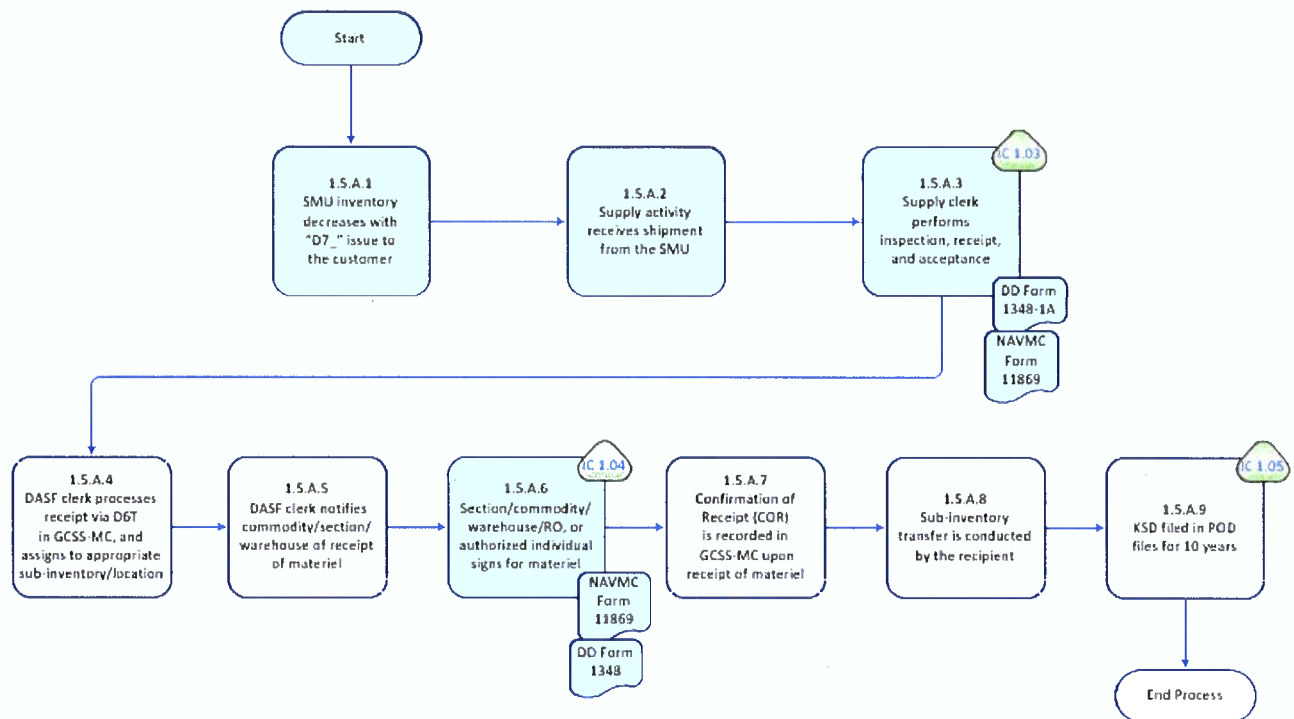 Start
1.5.A.1
SMU inventory
decreases with
"D7_" issue to
the customer
1.5.A.2
Supply activity
receives shipment
from the SMU
IC 1.03
1.5.A.3
Supply clerk
performs
inspection, receipt,
and acceptance
DD Form
1348-1A
NAVMC
Form
11869
1.5.A.4
DASF clerk processes
receipt via D6T
in GCSS-MC, and
assigns to appropriate
sub-inventory/location
1.5.A.5
DASF clerk notifies
commodity/section/
warehouse of receipt
of materiel
IC 1.04
1.5.A.6
Section/commodity/
warehouse/RO, or
authorized individual
signs for materiel
NAVMC
Form
11869
DD Form
1348
1.5.A.7
Confirmation of
Receipt (COR)
is recorded in
GCSS-MC upon
receipt of materiel
1.5.A.8
Sub-inventory
transfer is conducted
by the recipient
IC 1.05
1.5.A.9
KSD filed in POD
files for 10 years
End Process